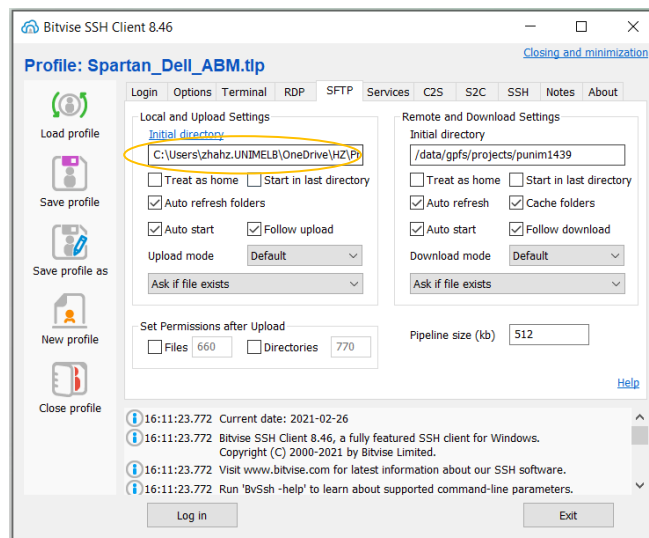 Bitvise SSH Client 8.46
Closing and minimization
Profile: Spartan_Dell_ABM.tlp
Load profile
Save profile
Save profile as
New profile
Close profile
Login Options Terminal RDP SFTP Services C2S S2C SSH Notes About
Local and Upload Settings
Initial directory
C:\Users\zhahz.UNIMELB\OneDrive\HZ\Pr
Treat as home Start in last directory
Auto refresh folders
Auto start Follow upload
Upload mode Default
Ask if file exists
Remote and Download Settings
Initial directory
/data/gpfs/projects/punim1439
Treat as home Start in last directory
Auto refresh Cache folders
Auto start Follow download
Download mode Default
Ask if file exists
Set Permissions after Upload
Files 660 Directories 770
Pipeline size (kb) 512
Help
16:11:23.772 Current date: 2021-02-26
16:11:23.772 Bitvise SSH Client 8.46, a fully featured SSH client for Windows.
Copyright (C) 2000-2021 by Bitvise Limited.
16:11:23.772 Visit www.bitvise.com for latest information about our SSH software.
16:11:23.772 Run 'BvSsh -help' to learn about supported command-line parameters.
Log in Exit